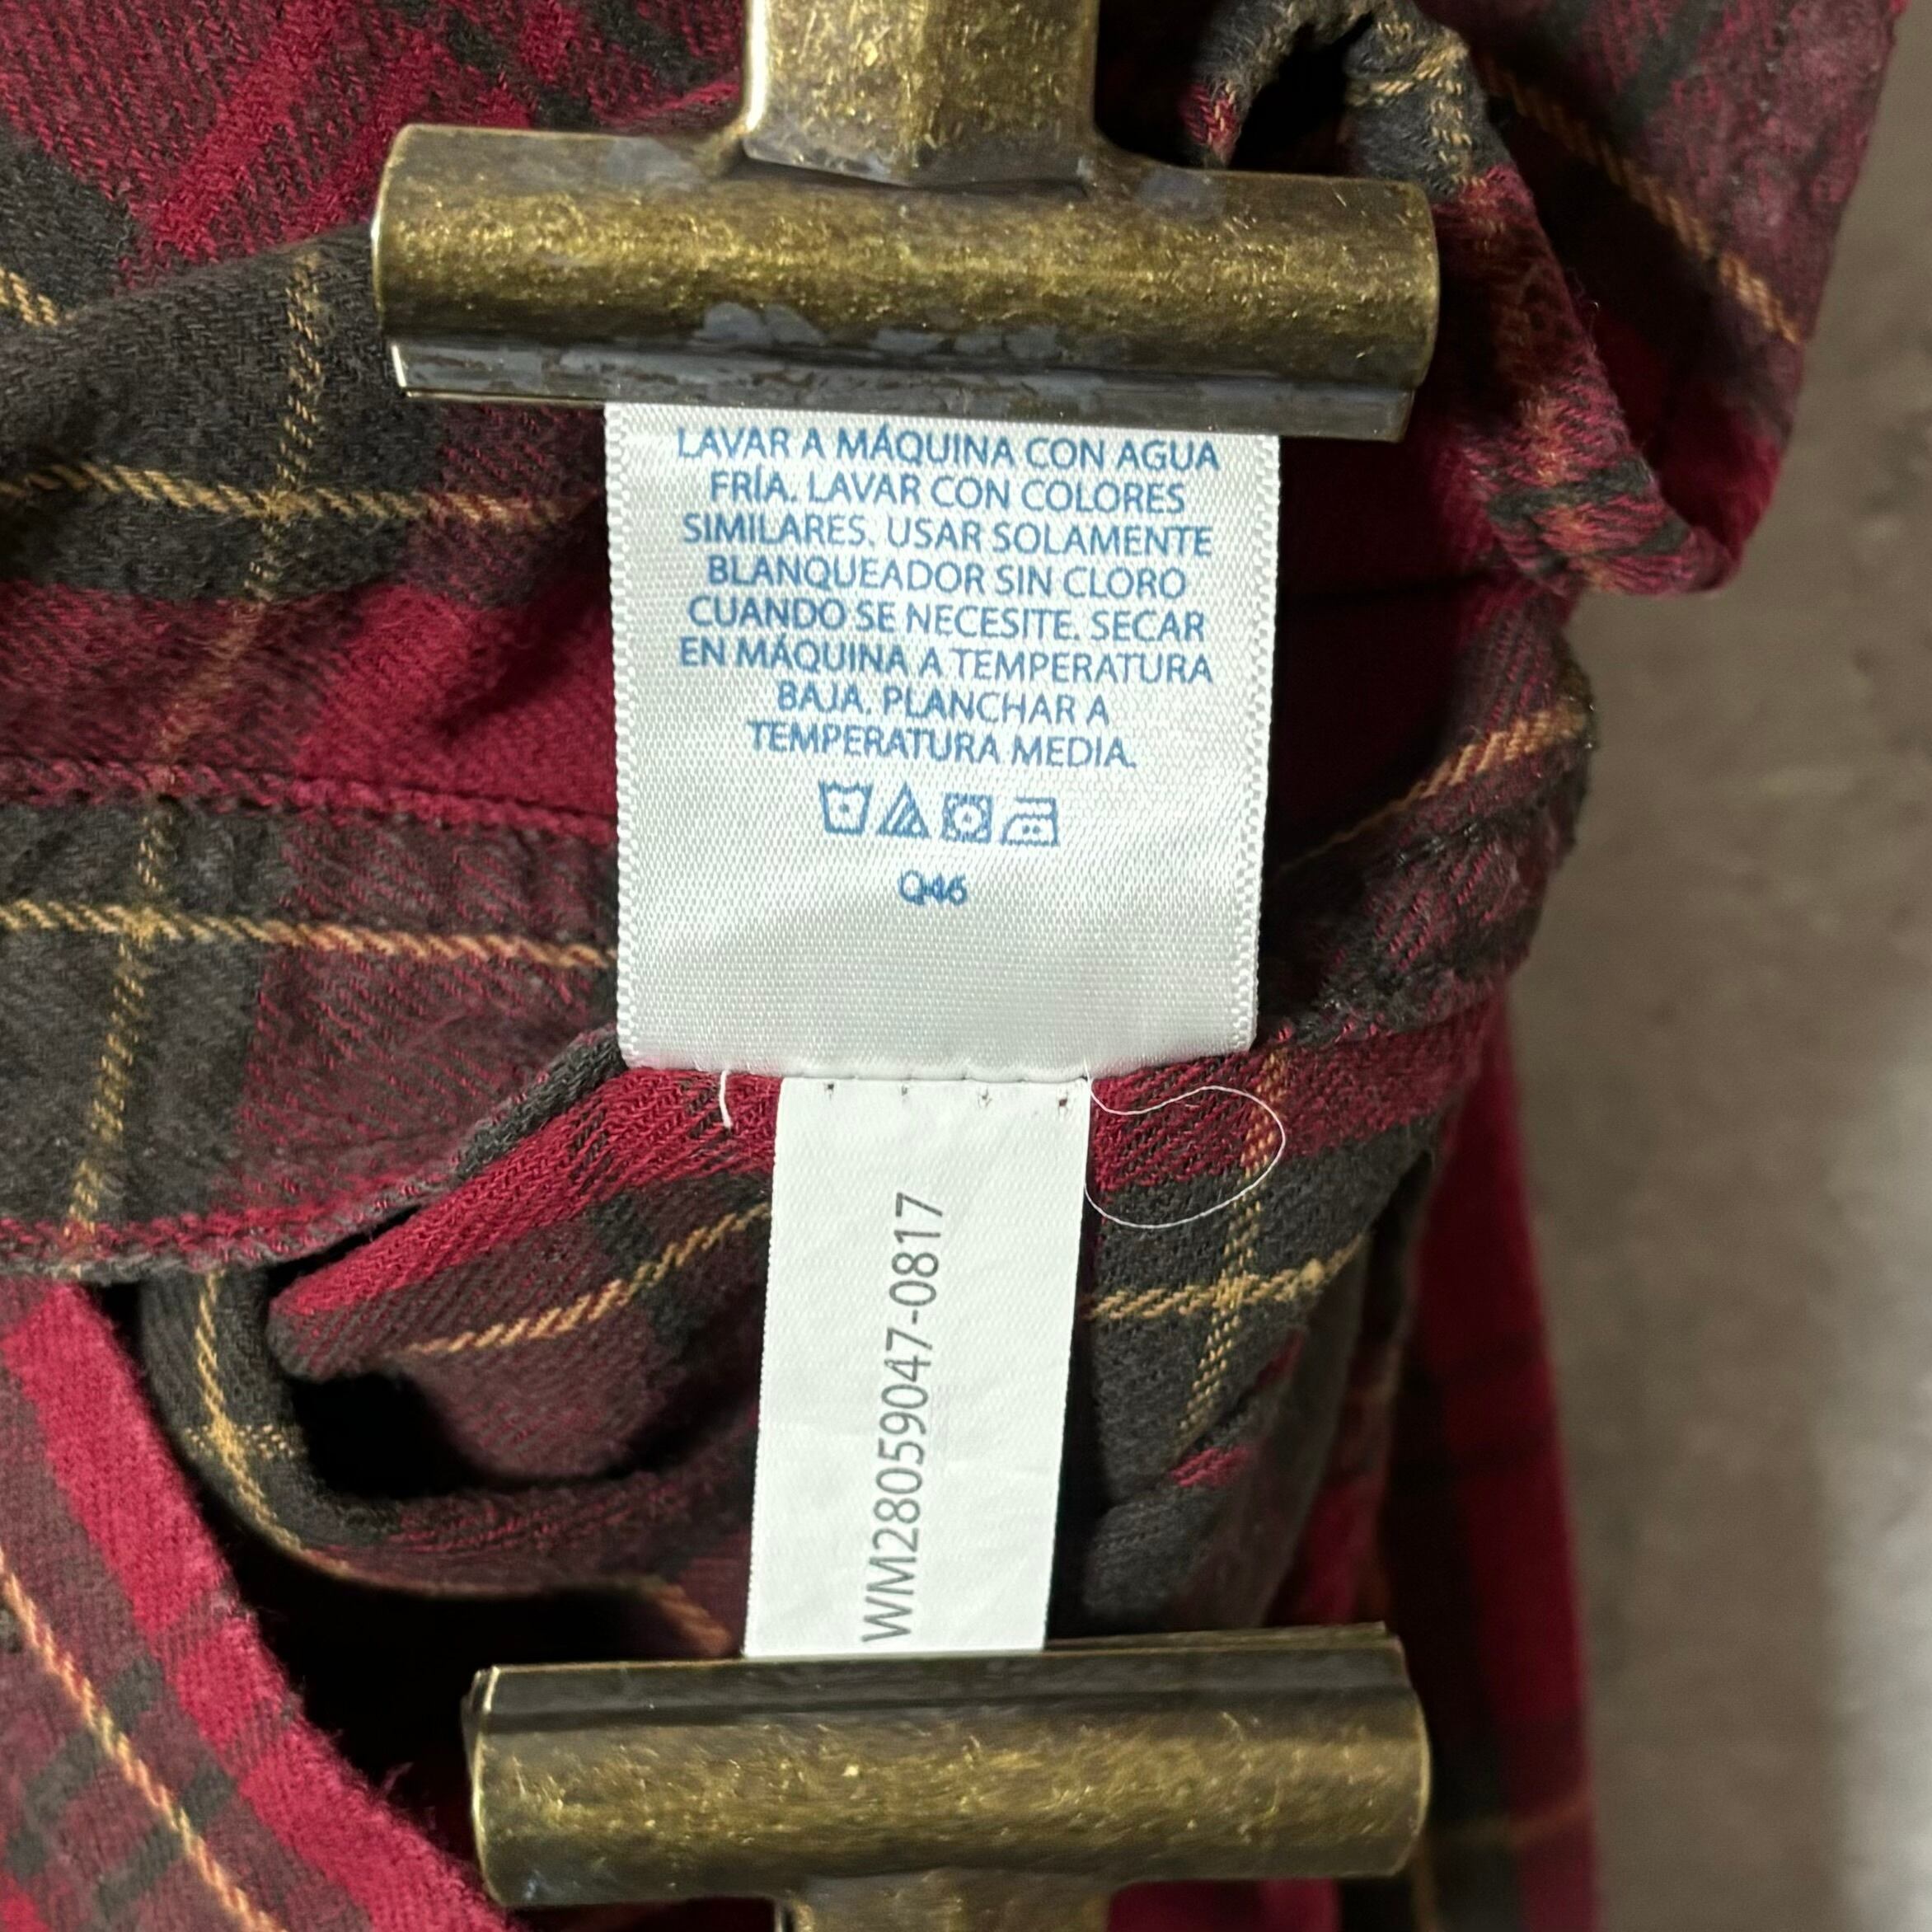 LAVAR A MÁQUINA CON AGUA
FRÍA. LAVAR CON COLORES
SIMILARES. USAR SOLAMENTE
BLANQUEADOR SIN CLORO
CUANDO SE NECESITE. SECAR
EN MÁQUINA A TEMPERATURA
BAJA. PLANCHAR A
TEMPERATURA MEDIA.
Q46
WM28059047-0817